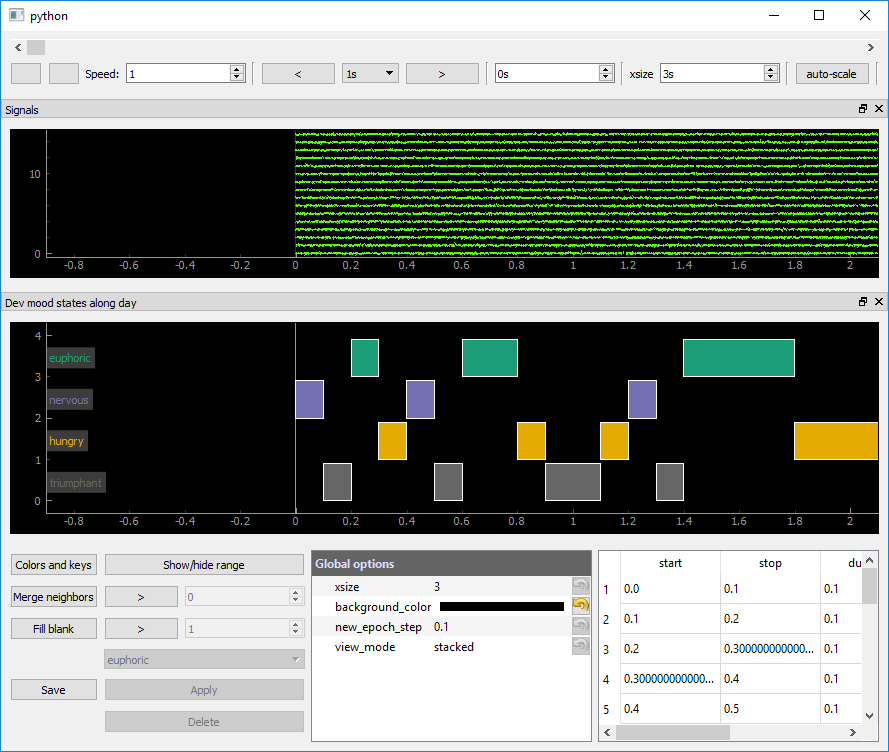 python
Speed: 1 < 1s > 0s xsize 3s auto-scale
Signals
10
0
-0.8 -0.6 -0.4 -0.2 0 0.2 0.4 0.6 0.8 1 1.2 1.4 1.6 1.8 2
Dev mood states along day
4
euphoric
3
nervous
2
hungry
1
triumphant
0
-0.8 -0.6 -0.4 -0.2 0 0.2 0.4 0.6 0.8 1 1.2 1.4 1.6 1.8 2
Colors and keys Show/hide range
Merge neighbors > 0
Fill blank > 1
euphoric
Save Apply
Delete
Global options
xsize 3
background_color
new_epoch_step 0.1
view_mode stacked
start stop du
1 0.0 0.1 0.1
2 0.1 0.2 0.1
3 0.2 0.300000000000... 0.1
4 0.300000000000... 0.4 0.1
5 0.4 0.5 0.1